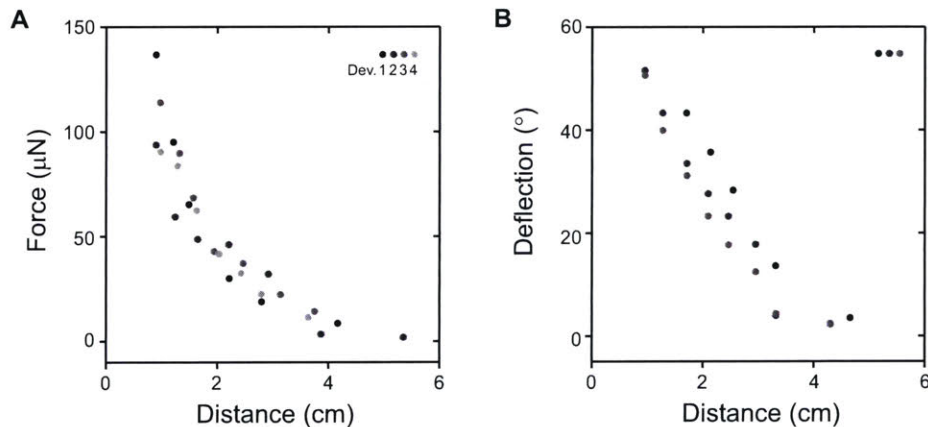 A
B
150
100
50
0
Force (μN)
Dev. 1 2 3 4
0 2 4 6
Distance (cm)
60
40
20
0
Deflection (°)
0 2 4 6
Distance (cm)